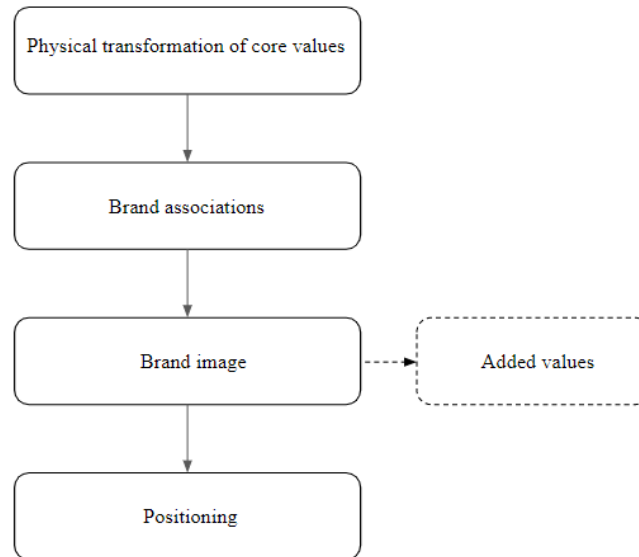 Physical transformation of core values
Brand associations
Brand image
Added values
Positioning